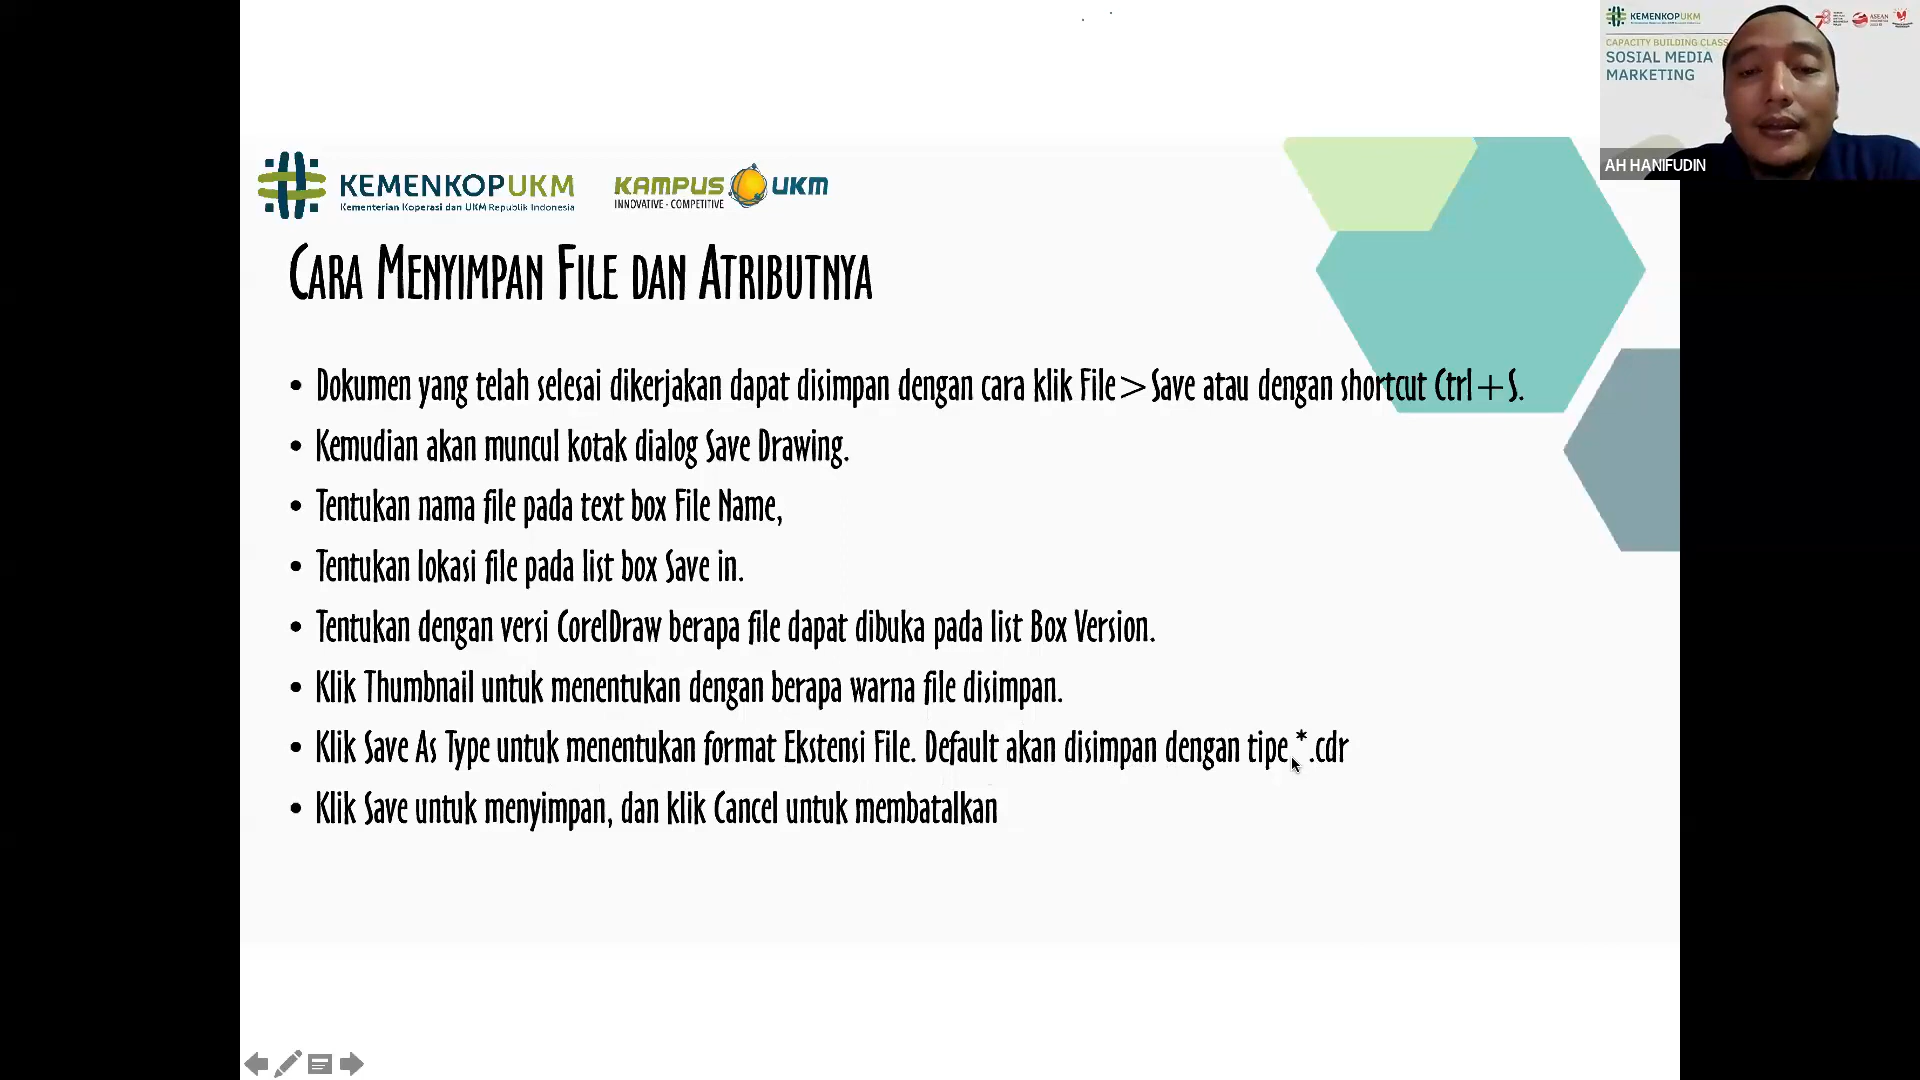 KEMENKOPUKM
CAPACITY BUILDING CLASS
SOSIAL MEDIA
MARKETING
AH HANIFUDIN
KEMENKOPUKM
Kementerian Koperasi dan UKM Republik Indonesia
KAMPUS UKM
INNOVATIVE - COMPETITIVE
CARA MENYIMPAN FILE DAN ATRIBUTNYA
• Dokumen yang telah selesai dikerjakan dapat disimpan dengan cara klik File>Save atau dengan shortcut Ctrl+S.
• Kemudian akan muncul kotak dialog Save Drawing.
• Tentukan nama file pada text box File Name,
• Tentukan lokasi file pada list box Save in.
• Tentukan dengan versi CorelDraw berapa file dapat dibuka pada list Box Version.
• Klik Thumbnail untuk menentukan dengan berapa warna file disimpan.
• Klik Save As Type untuk menentukan format Ekstensi File. Default akan disimpan dengan tipe *.cdr
• Klik Save untuk menyimpan, dan klik Cancel untuk membatalkan